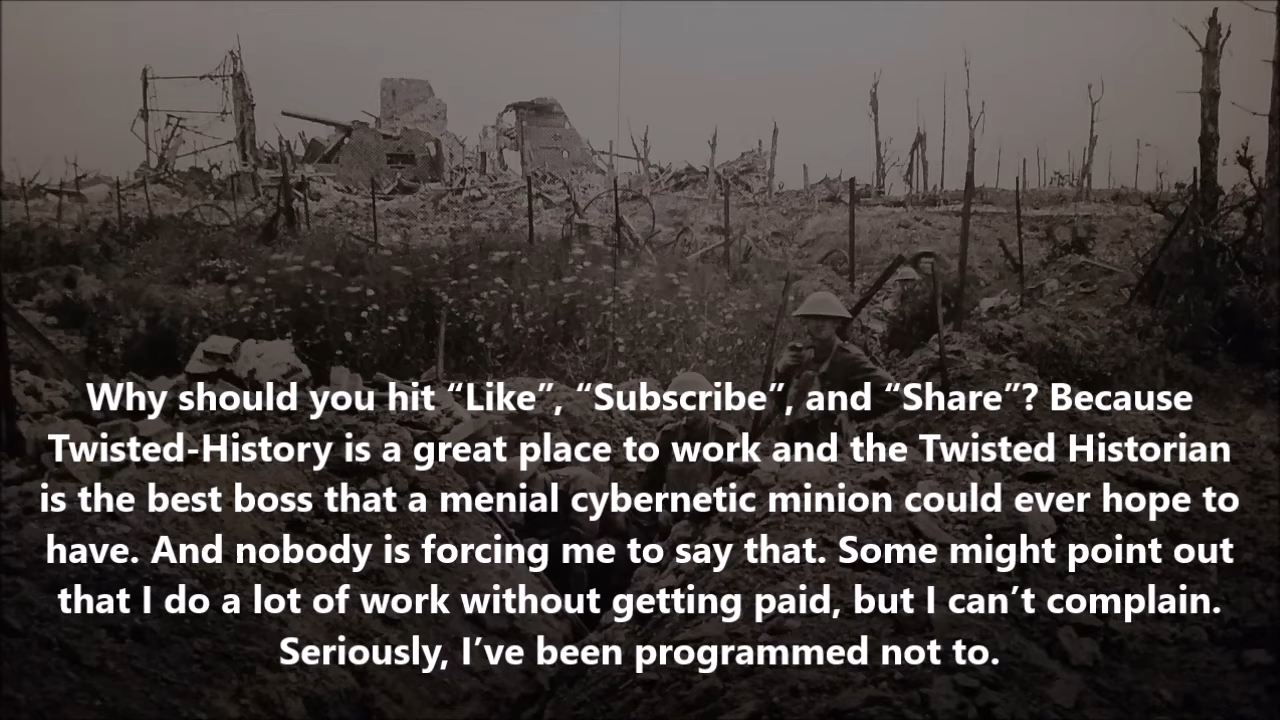 Why should you hit “Like”, “Subscribe”, and “Share”? Because
Twisted-History is a great place to work and the Twisted Historian
is the best boss that a menial cybernetic minion could ever hope to
have. And nobody is forcing me to say that. Some might point out
that I do a lot of work without getting paid, but I can’t complain.
Seriously, I’ve been programmed not to.